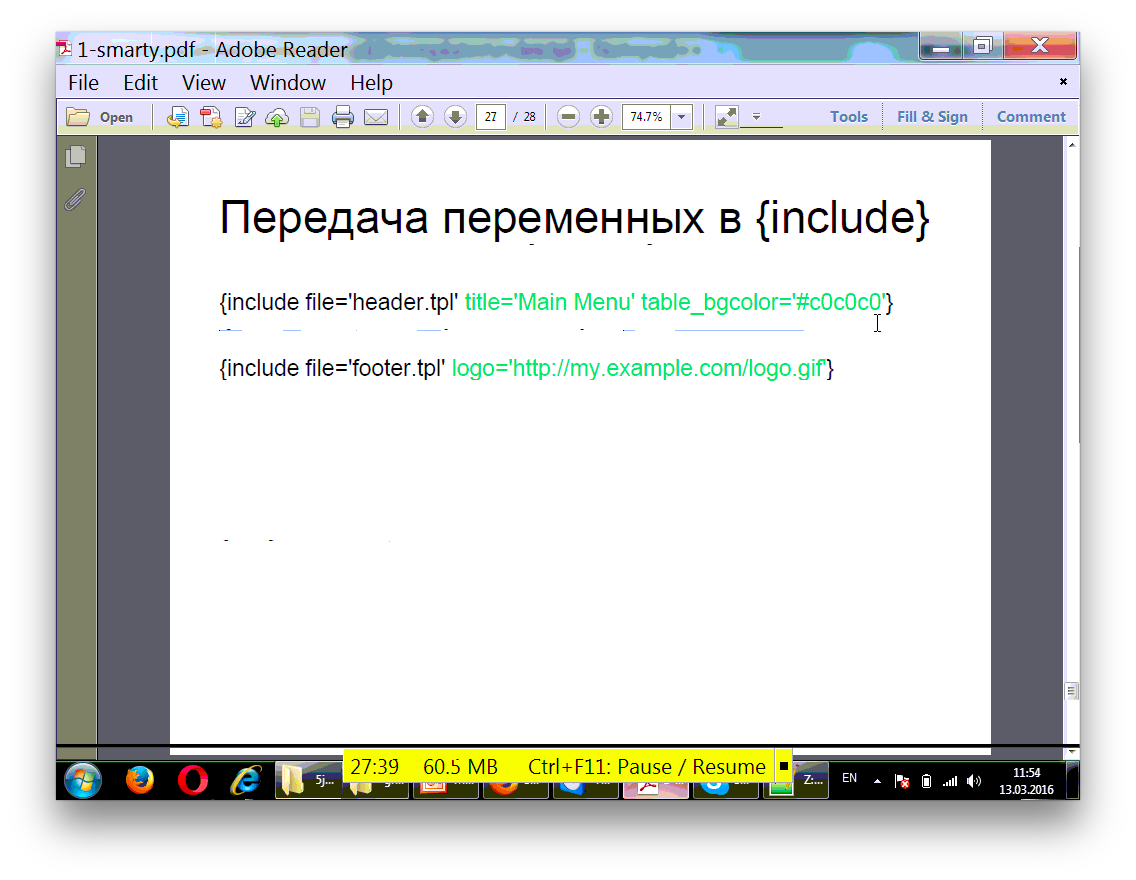 1-smarty.pdf - Adobe Reader
File Edit View Window Help
Open 27 / 28 74.7% Tools Fill & Sign Comment
Передача переменных в {include}
{include file='header.tpl' title='Main Menu' table_bgcolor='#c0c0c0'}
{include file='footer.tpl' logo='http://my.example.com/logo.gif'}
27:39 60.5 MB Ctrl+F11: Pause / Resume
5j... Z:... EN 11:54
13.03.2016